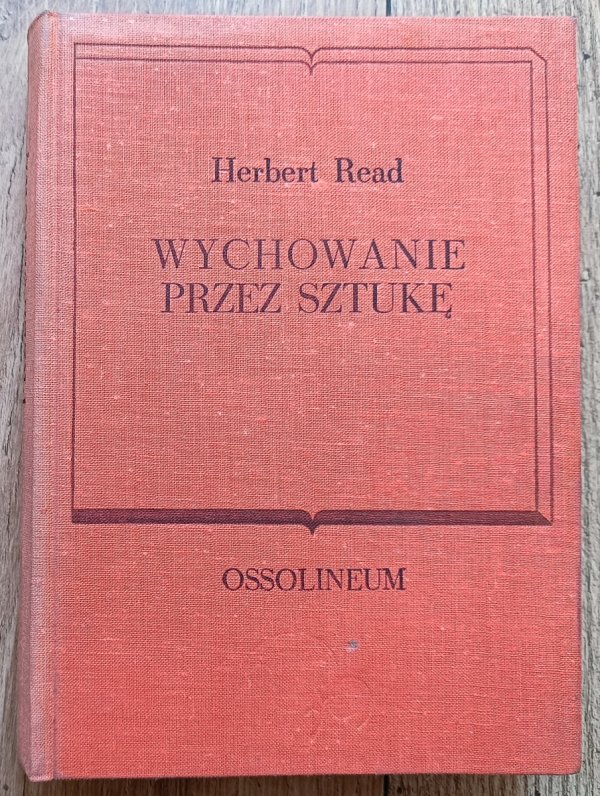 Herbert Read
WYCHOWANIE
PRZEZ SZTUKĘ
OSSOLINEUM